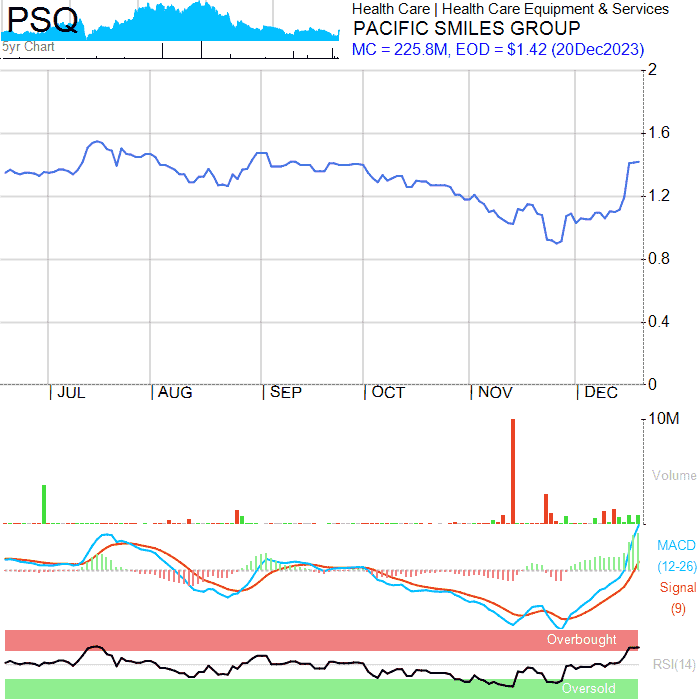 PSQ
5yr Chart
Health Care | Health Care Equipment & Services
PACIFIC SMILES GROUP
MC = 225.8M, EOD = $1.42 (20Dec2023)
2
1.6
1.2
0.8
0.4
0
JUL AUG SEP OCT NOV DEC
10M
Volume
MACD
(12-26)
Signal
(9)
Overbought
RSI(14)
Oversold